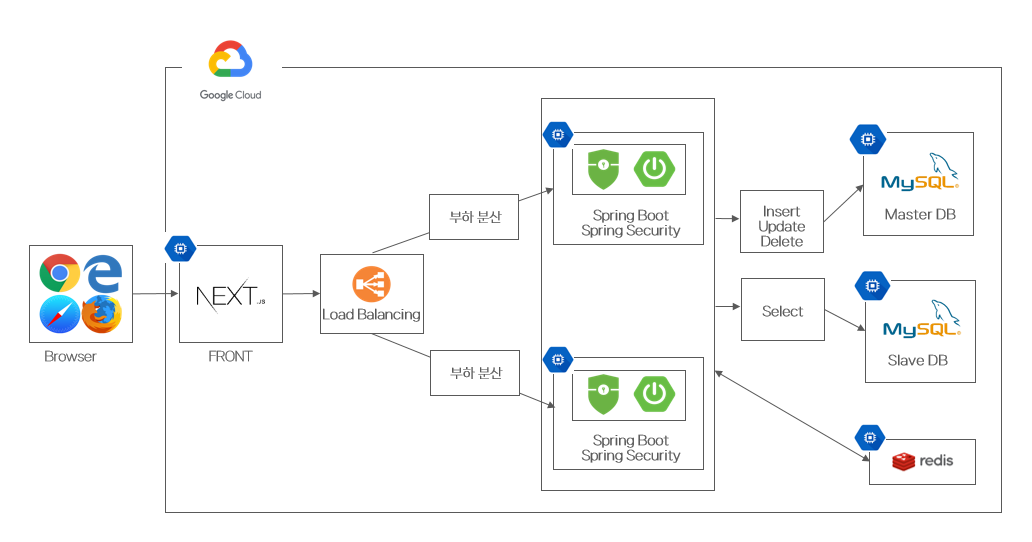 Google Cloud
Browser
NEXT.JS
FRONT
Load Balancing
부하 분산
부하 분산
Spring Boot
Spring Security
Spring Boot
Spring Security
Insert
Update
Delete
Select
MySQL®
Master DB
MySQL®
Slave DB
redis